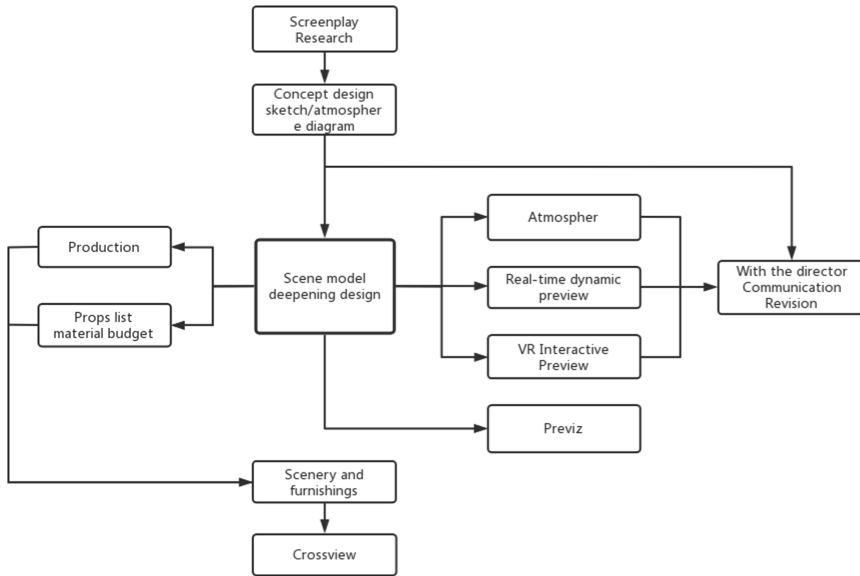 Screenplay
Research
Concept design
sketch/atmospher
e diagram
Atmospher
Production
Scene model
deepening design
Real-time dynamic
preview
With the director
Communication
Revision
Props list
material budget
VR Interactive
Preview
Previz
Scenery and
furnishings
Crossview